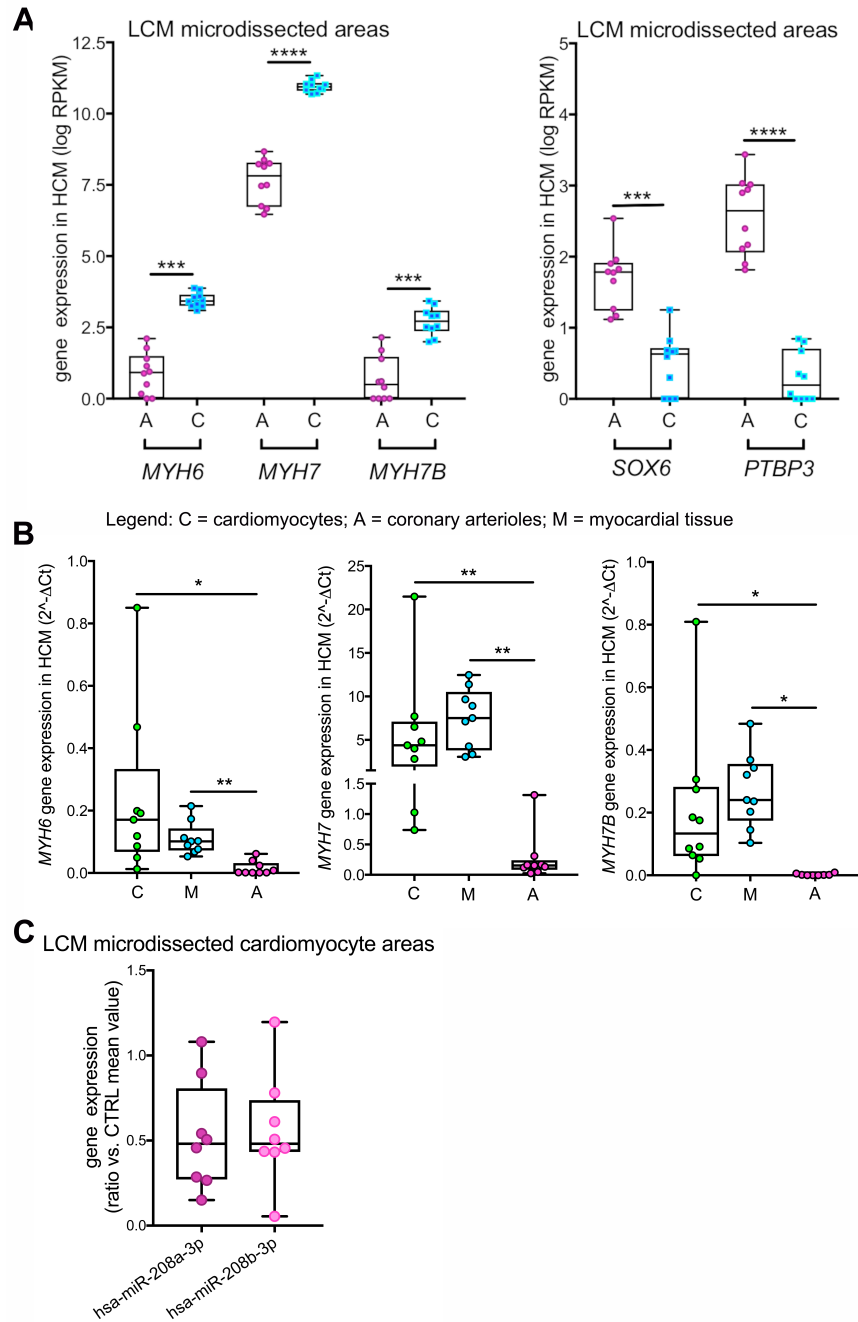 A
LCM microdissected areas
gene expression in HCM (log RPKM)
12.5
10.0
7.5
5.0
2.5
0.0
***
****
***
A C A C A C
MYH6 MYH7 MYH7B
LCM microdissected areas
gene expression in HCM (log RPKM)
5
4
3
2
1
0
***
****
A C A C
SOX6 PTBP3
Legend: C = cardiomyocytes; A = coronary arterioles; M = myocardial tissue
B
MYH6 gene expression in HCM (2^-ΔCt)
1.0
0.8
0.6
0.4
0.2
0.0
*
**
C M A
MYH7 gene expression in HCM (2^-ΔCt)
25
20
15
10
5
1.5
1.0
0.5
0.0
**
**
C M A
MYH7B gene expression in HCM (2^-ΔCt)
1.0
0.8
0.6
0.4
0.2
0.0
*
*
C M A
C
LCM microdissected cardiomyocyte areas
gene expression
(ratio vs. CTRL mean value)
1.5
1.0
0.5
0.0
hsa-miR-208a-3p
hsa-miR-208b-3p